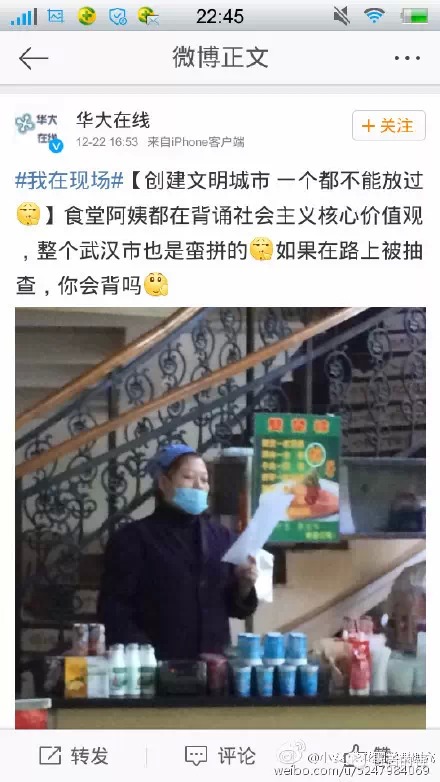 22:45
微博正文
华大在线
12-22 16:53 来自iPhone客户端
+关注
#我在现场#【创建文明城市 一个都不能放过
】食堂阿姨都在背诵社会主义核心价值观
，整个武汉市也是蛮拼的 如果在路上被抽
查，你会背吗
转发
评论
赞
weibo.com/u/5247984069